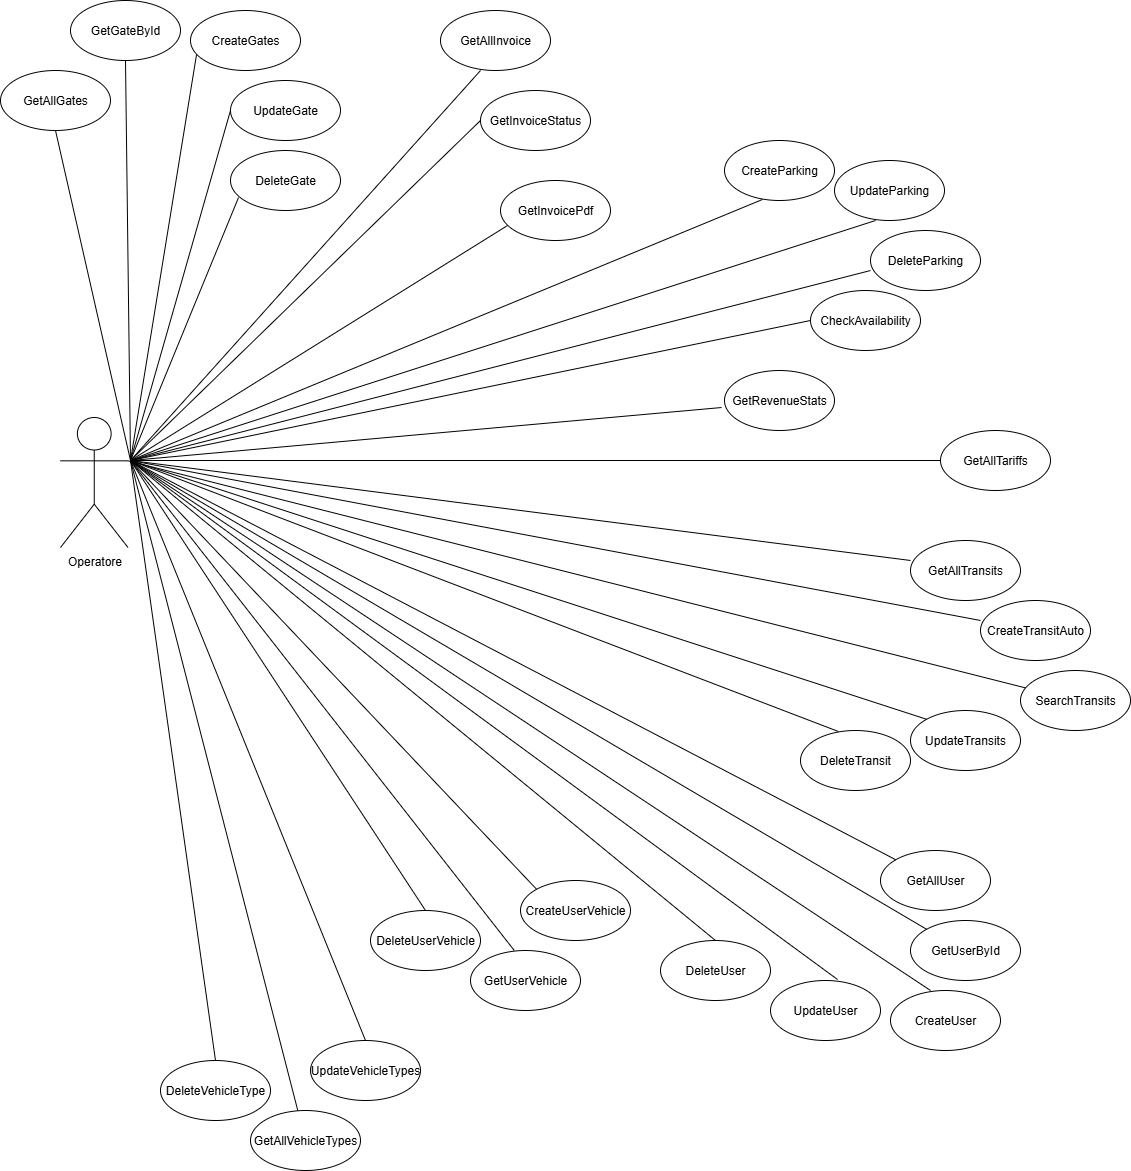 GetGateById
CreateGates
GetAllInvoice
GetAllGates
UpdateGate
GetInvoiceStatus
DeleteGate
CreateParking
UpdateParking
GetInvoicePdf
DeleteParking
CheckAvailability
GetRevenueStats
GetAllTariffs
Operatore
GetAllTransits
CreateTransitAuto
SearchTransits
UpdateTransits
DeleteTransit
GetAllUser
CreateUserVehicle
DeleteUserVehicle
GetUserById
DeleteUser
GetUserVehicle
UpdateUser
CreateUser
UpdateVehicleTypes
DeleteVehicleType
GetAllVehicleTypes